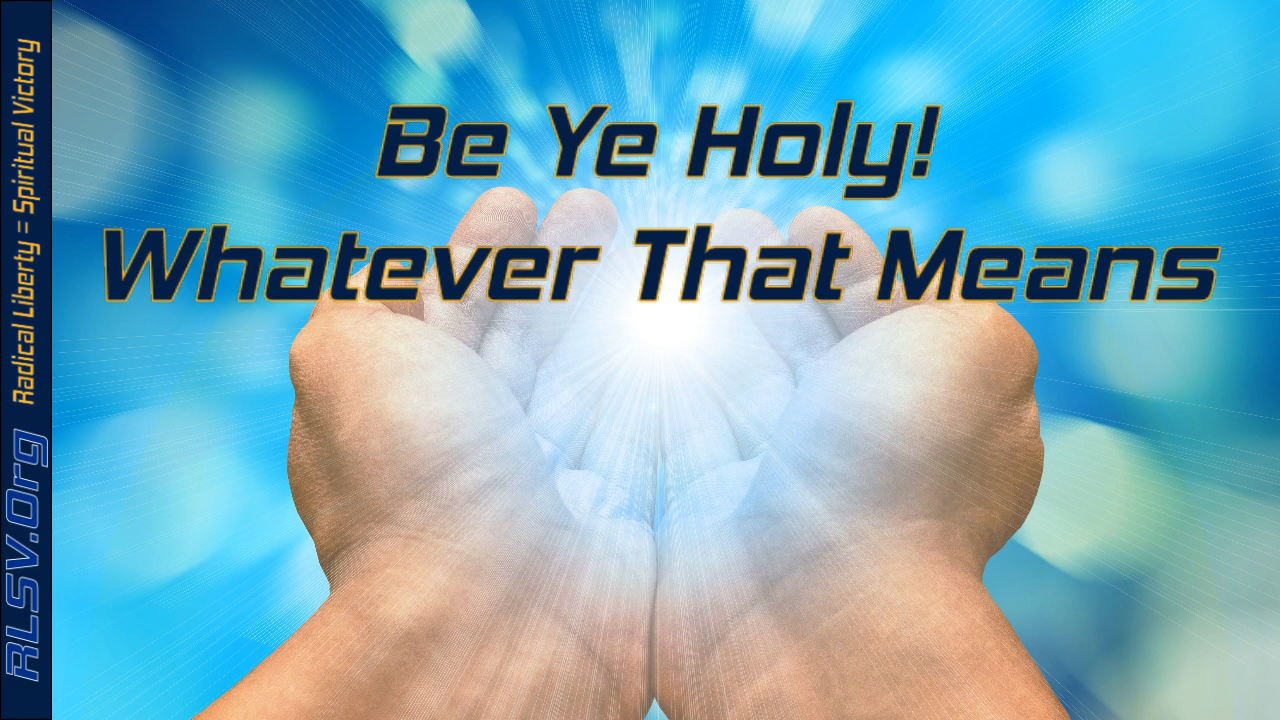 Be Ye Holy!
Whatever That Means
RLSV.Org Radical Liberty = Spiritual Victory